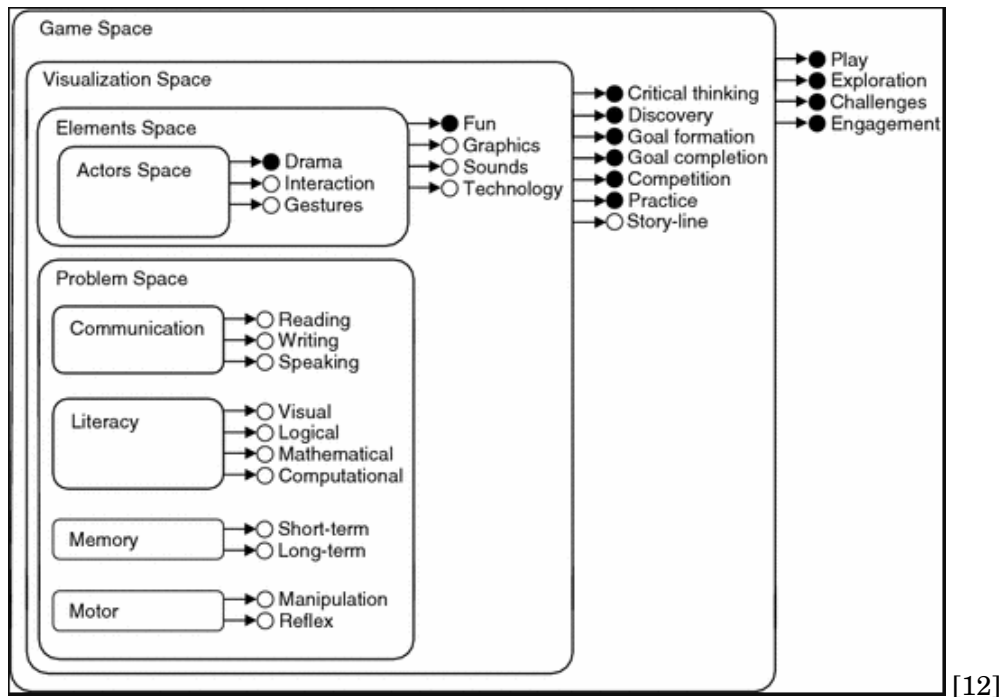 Game Space
Play
Exploration
Challenges
Engagement
Visualization Space
Critical thinking
Discovery
Goal formation
Goal completion
Competition
Practice
Story-line
Elements Space
Fun
Graphics
Sounds
Technology
Actors Space
Drama
Interaction
Gestures
Problem Space
Communication
Reading
Writing
Speaking
Literacy
Visual
Logical
Mathematical
Computational
Memory
Short-term
Long-term
Motor
Manipulation
Reflex
[12]